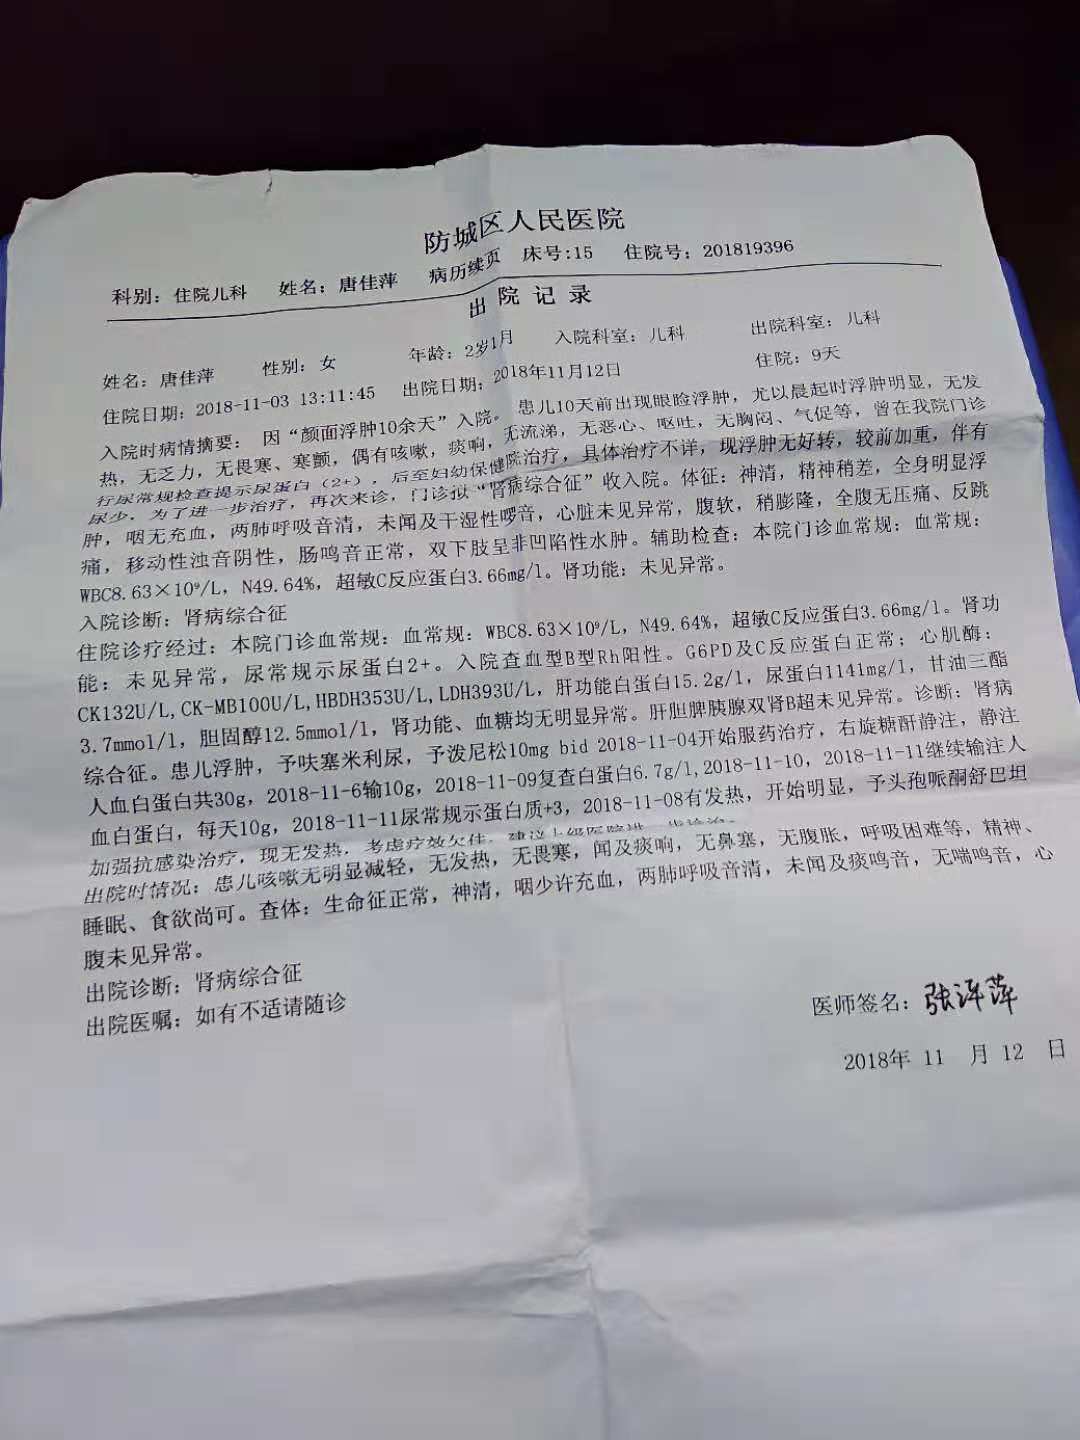 防城区人民医院
科别：住院儿科 姓名：唐佳萍 病历续页 床号:15 住院号：201819396
出 院 记 录
姓名：唐佳萍 性别：女 年龄：2岁1月 入院科室：儿科 出院科室：儿科
住院日期：2018-11-03 13:11:45 出院日期：2018年11月12日 住院：9天
入院时病情摘要： 因“颜面浮肿10余天”入院。患儿10天前出现眼睑浮肿，尤以晨起时浮肿明显，无发
热，无乏力，无畏寒、寒颤，偶有咳嗽，痰响，无流涕，无恶心、呕吐，无胸闷、气促等，曾在我院门诊
行尿常规检查提示尿蛋白（2+），后至妇幼保健院治疗，具体治疗不详，现浮肿无好转，较前加重，伴有
尿少，为了进一步治疗，再次来诊，门诊拟“肾病综合征”收入院。体征：神清，精神稍差，全身明显浮
肿，咽无充血，两肺呼吸音清，未闻及干湿性啰音，心脏未见异常，腹软，稍膨隆，全腹无压痛、反跳
痛，移动性浊音阴性，肠鸣音正常，双下肢呈非凹陷性水肿。辅助检查：本院门诊血常规：血常规：
WBC8.63×10⁹/L，N49.64%，超敏C反应蛋白3.66mg/l。肾功能：未见异常。
入院诊断：肾病综合征
住院诊疗经过：本院门诊血常规：血常规：WBC8.63×10⁹/L，N49.64%，超敏C反应蛋白3.66mg/l。肾功
能：未见异常，尿常规示尿蛋白2+。入院查血型B型Rh阳性。G6PD及C反应蛋白正常；心肌酶：
CK132U/L,CK-MB100U/L,HBDH353U/L,LDH393U/L，肝功能白蛋白15.2g/l，尿蛋白1141mg/l，甘油三酯
3.7mmol/l，胆固醇12.5mmol/l，肾功能、血糖均无明显异常。肝胆脾胰腺双肾B超未见异常。诊断：肾病
综合征。患儿浮肿，予呋塞米利尿，予泼尼松10mg bid 2018-11-04开始服药治疗，右旋糖酐静注，静注
人血白蛋白共30g，2018-11-6输10g，2018-11-09复查白蛋白6.7g/l,2018-11-10，2018-11-11继续输注人
血白蛋白，每天10g，2018-11-11尿常规示蛋白质+3，2018-11-08有发热，开始明显，予头孢哌酮舒巴坦
加强抗感染治疗，现无发热，考虑疗效欠佳，建议上级医院进一步诊治。
出院时情况：患儿咳嗽无明显减轻，无发热，无畏寒，闻及痰响，无鼻塞，无腹胀，呼吸困难等，精神、
睡眠、食欲尚可。查体：生命征正常，神清，咽少许充血，两肺呼吸音清，未闻及痰鸣音，无喘鸣音，心
腹未见异常。
出院诊断：肾病综合征
出院医嘱：如有不适请随诊
医师签名：张泽萍
2018年 11 月 12 日